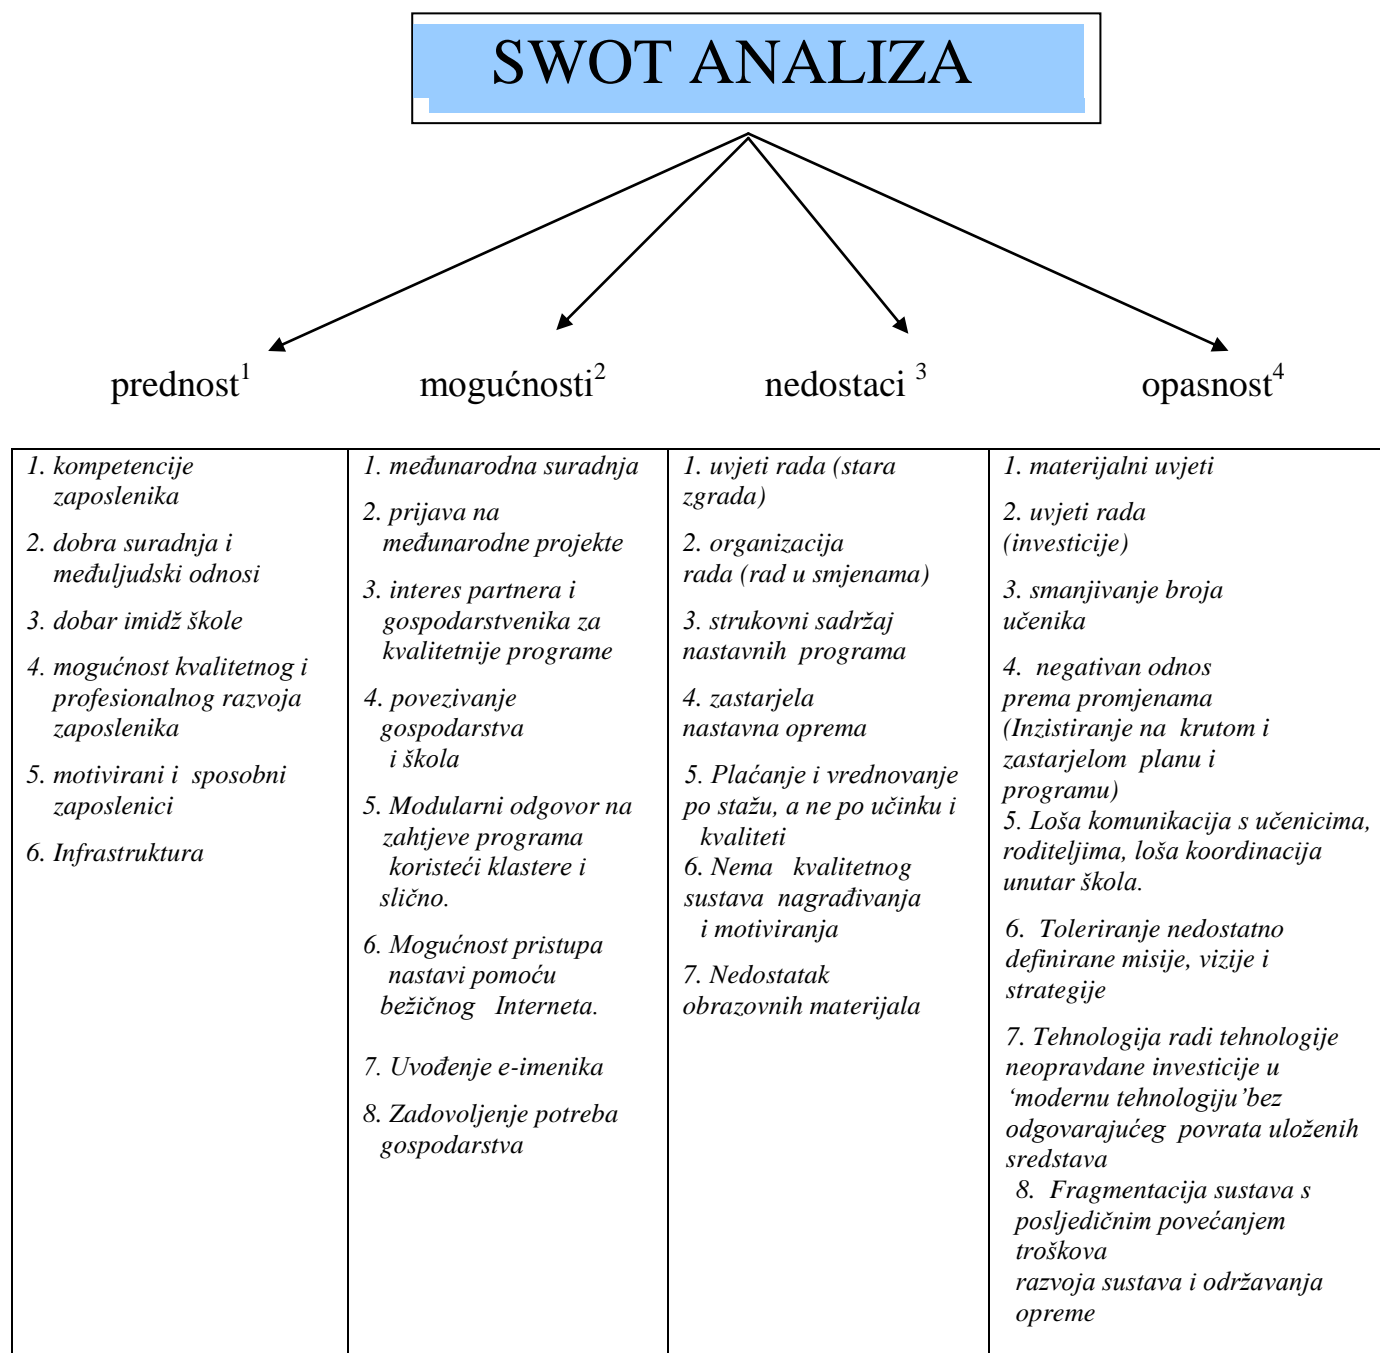 SWOT ANALIZA
prednost1
mogućnosti2
nedostaci 3
opasnost4
1. kompetencije
zaposlenika
2. dobra suradnja i
međuljudski odnosi
3. dobar imidž škole
4. mogućnost kvalitetnog i
profesionalnog razvoja
zaposlenika
5. motivirani i sposobni
zaposlenici
6. Infrastruktura
1. međunarodna suradnja
2. prijava na
međunarodne projekte
3. interes partnera i
gospodarstvenika za
kvalitetnije programe
4. povezivanje
gospodarstva
i škola
5. Modularni odgovor na
zahtjeve programa
koristeći klastere i
slično.
6. Mogućnost pristupa
nastavi pomoću
bežičnog Interneta.
7. Uvođenje e-imenika
8. Zadovoljenje potreba
gospodarstva
1. uvjeti rada (stara
zgrada)
2. organizacija
rada (rad u smjenama)
3. strukovni sadržaj
nastavnih programa
4. zastarjela
nastavna oprema
5. Plaćanje i vrednovanje
po stažu, a ne po učinku i
kvaliteti
6. Nema kvalitetnog
sustava nagrađivanja
i motiviranja
7. Nedostatak
obrazovnih materijala
1. materijalni uvjeti
2. uvjeti rada
(investicije)
3. smanjivanje broja
učenika
4. negativan odnos
prema promjenama
(Inzistiranje na krutom i
zastarjelom planu i
programu)
5. Loša komunikacija s učenicima,
roditeljima, loša koordinacija
unutar škola.
6. Toleriranje nedostatno
definirane misije, vizije i
strategije
7. Tehnologija radi tehnologije
neopravdane investicije u
‘modernu tehnologiju’bez
odgovarajućeg povrata uloženih
sredstava
8. Fragmentacija sustava s
posljedičnim povećanjem
troškova
razvoja sustava i održavanja
opreme